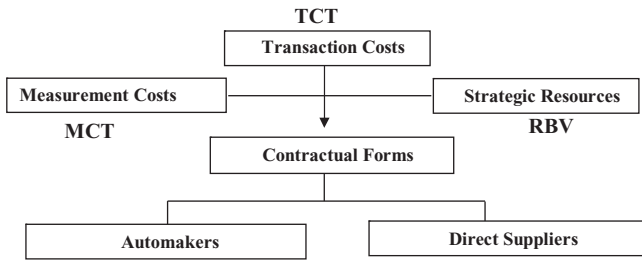 TCT
Transaction Costs
Measurement Costs
Strategic Resources
MCT
RBV
Contractual Forms
Automakers
Direct Suppliers